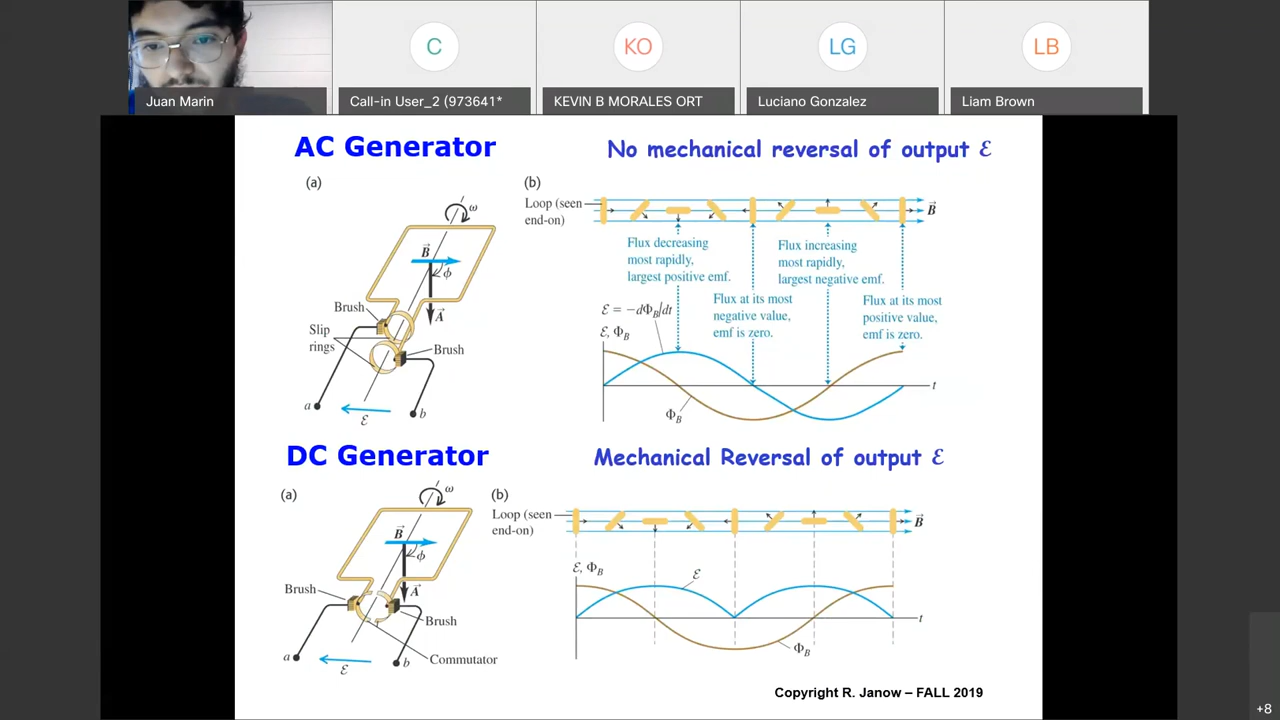 C
KO
LG
LB
Juan Marin
Call-in User_2 (973641*
KEVIN B MORALES ORT
Luciano Gonzalez
Liam Brown
AC Generator
No mechanical reversal of output ℰ
(a)
ω
B⃗
ϕ
A⃗
Brush
Slip
rings
Brush
a
b
ℰ
(b)
Loop (seen
end-on)
B⃗
Flux decreasing
most rapidly,
largest positive emf.
Flux increasing
most rapidly,
largest negative emf.
Flux at its most
negative value,
emf is zero.
Flux at its most
positive value,
emf is zero.
ℰ = −dΦB/dt
ℰ, ΦB
t
ΦB
DC Generator
Mechanical Reversal of output ℰ
(a)
ω
B⃗
ϕ
A⃗
Brush
Brush
Commutator
a
b
ℰ
(b)
Loop (seen
end-on)
B⃗
ℰ, ΦB
ℰ
t
ΦB
Copyright R. Janow – FALL 2019
+8